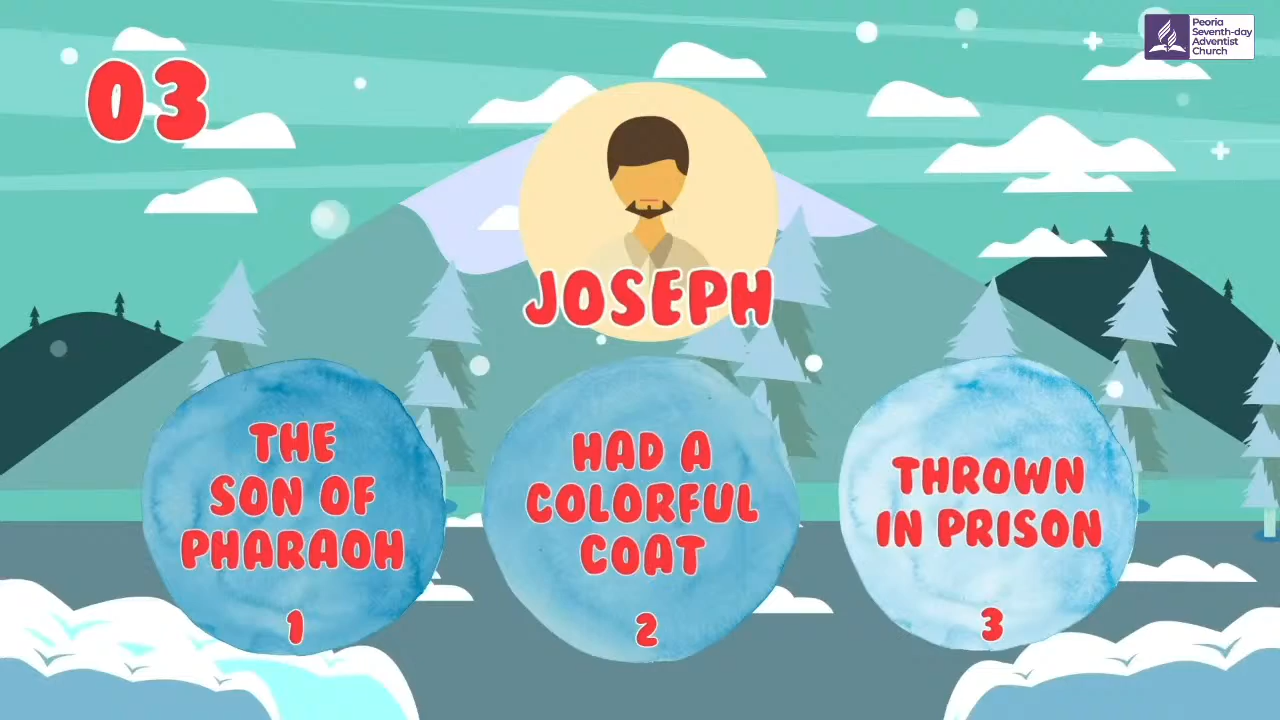 Peoria
Seventh-day
Adventist
Church
03
JOSEPH
THE
SON OF
PHARAOH
1
HAD A
COLORFUL
COAT
2
THROWN
IN PRISON
3